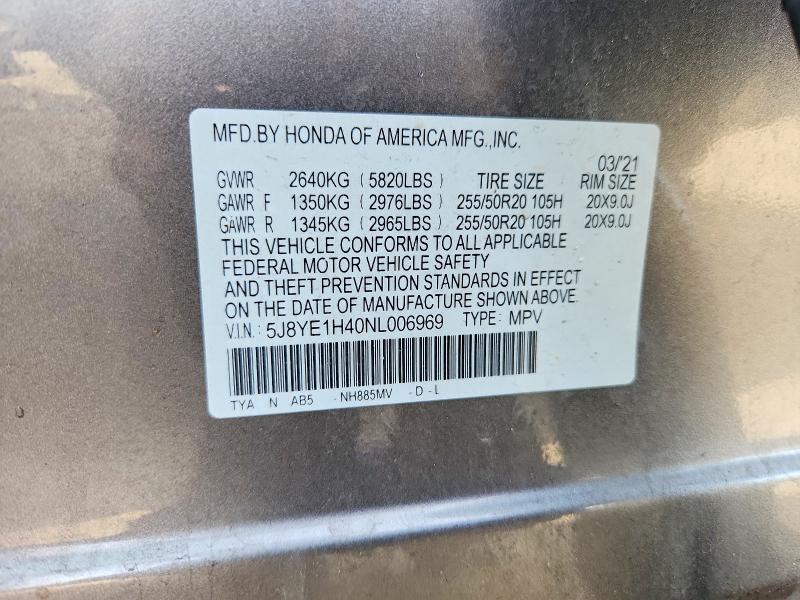 MFD.BY HONDA OF AMERICA MFG.,INC.
03/'21
GVWR 2640KG (5820LBS) TIRE SIZE RIM SIZE
GAWR F 1350KG (2976LBS) 255/50R20 105H 20X9.0J
GAWR R 1345KG (2965LBS) 255/50R20 105H 20X9.0J
THIS VEHICLE CONFORMS TO ALL APPLICABLE
FEDERAL MOTOR VEHICLE SAFETY
AND THEFT PREVENTION STANDARDS IN EFFECT
ON THE DATE OF MANUFACTURE SHOWN ABOVE.
V.I.N: 5J8YE1H40NL006969 TYPE: MPV
TYA N AB5 -NH885MV -D-L